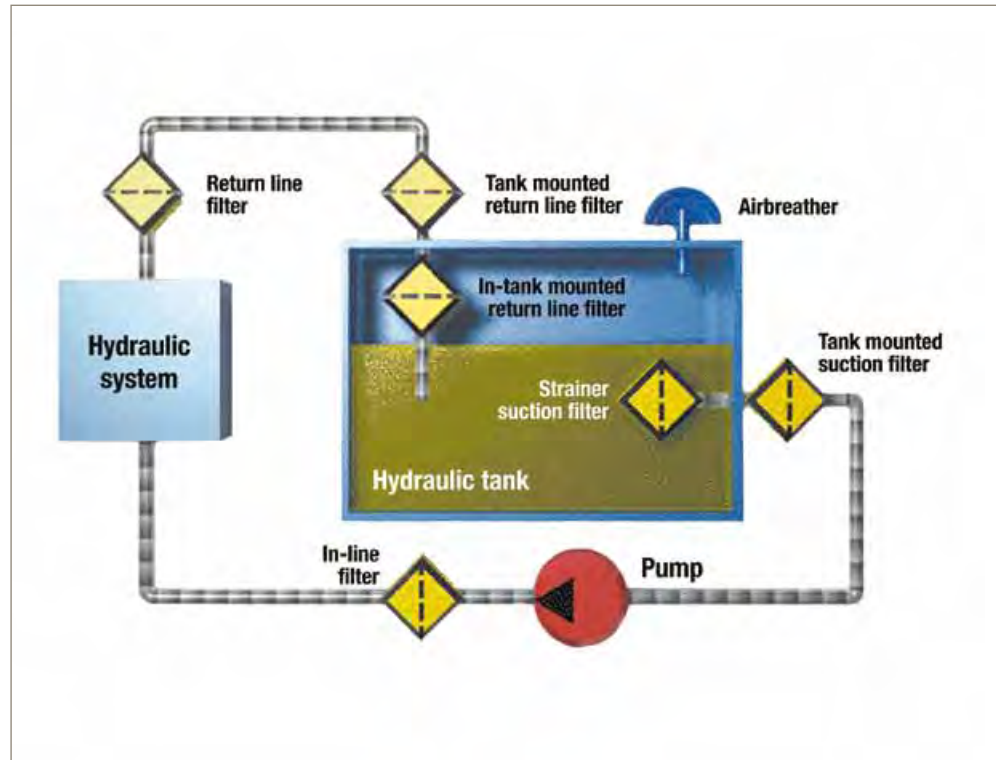 Return line
filter
Tank mounted
return line filter
Airbreather
In-tank mounted
return line filter
Hydraulic
system
Tank mounted
suction filter
Strainer
suction filter
Hydraulic tank
In-line
filter
Pump